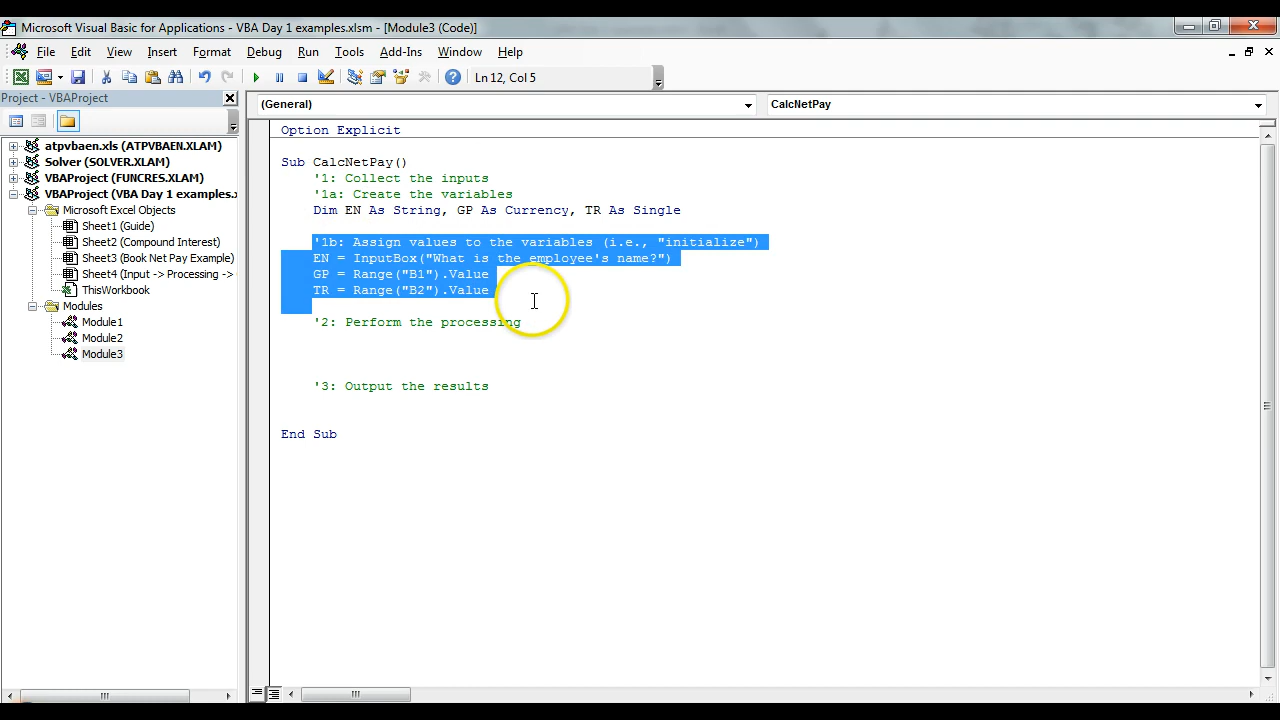 Microsoft Visual Basic for Applications - VBA Day 1 examples.xlsm - [Module3 (Code)]
File Edit View Insert Format Debug Run Tools Add-Ins Window Help
Ln 12, Col 5
Project - VBAProject
(General) CalcNetPay
atpvbaen.xls (ATPVBAEN.XLAM)
Solver (SOLVER.XLAM)
VBAProject (FUNCRES.XLAM)
VBAProject (VBA Day 1 examples.
Microsoft Excel Objects
Sheet1 (Guide)
Sheet2 (Compound Interest)
Sheet3 (Book Net Pay Example)
Sheet4 (Input -> Processing ->
ThisWorkbook
Modules
Module1
Module2
Module3
Option Explicit
Sub CalcNetPay()
'1: Collect the inputs
'1a: Create the variables
Dim EN As String, GP As Currency, TR As Single
'1b: Assign values to the variables (i.e., "initialize")
EN = InputBox("What is the employee's name?")
GP = Range("B1").Value
TR = Range("B2").Value
'2: Perform the processing
'3: Output the results
End Sub